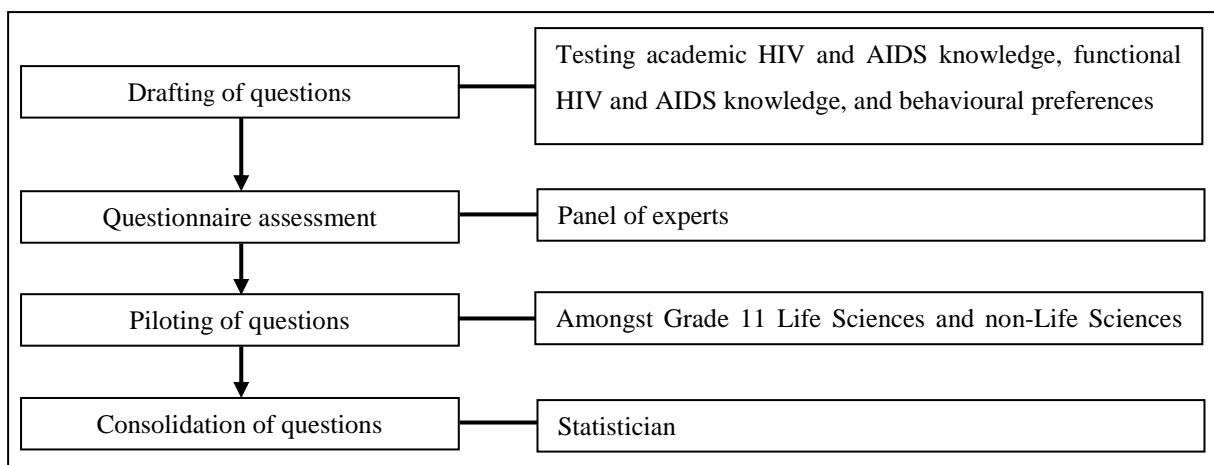 Drafting of questions
Testing academic HIV and AIDS knowledge, functional
HIV and AIDS knowledge, and behavioural preferences
Questionnaire assessment
Panel of experts
Piloting of questions
Amongst Grade 11 Life Sciences and non-Life Sciences
Consolidation of questions
Statistician